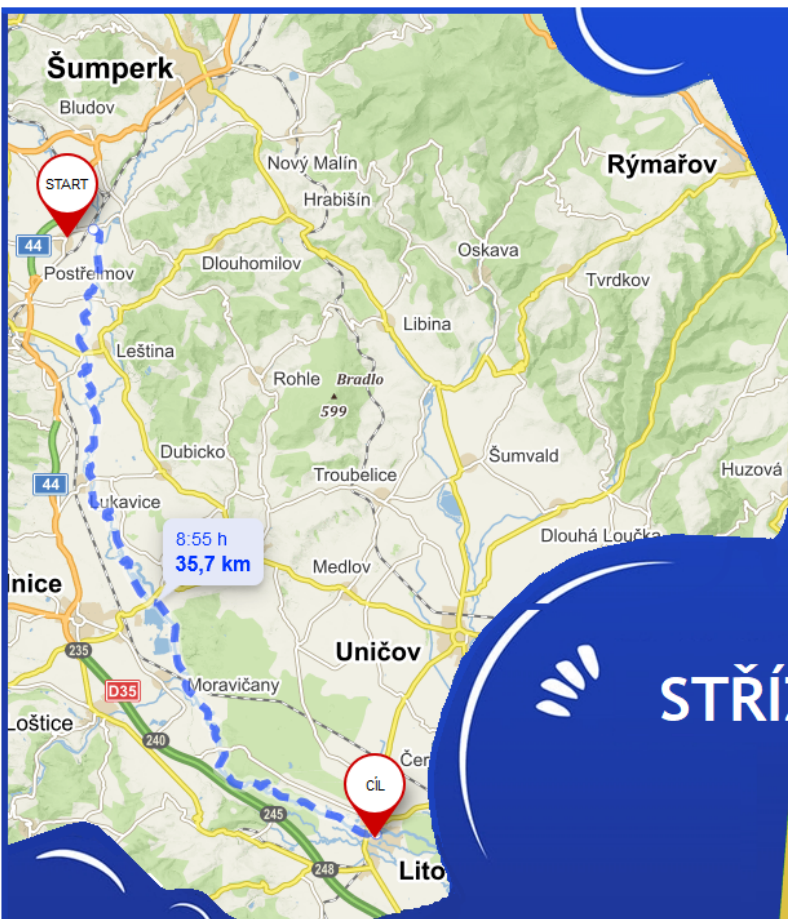 Šumperk
Bludov
Nový Malín
Rýmařov
START
Hrabišín
44
Oskava
Dlouhomilov
Postřelmov
Tvrdkov
Libina
Leština
Rohle
Bradlo
599
Dubicko
Šumvald
Troubelice
Huzová
44
Lukavice
8:55 h
35,7 km
Dlouhá Loučka
Medlov
lnice
Uničov
235
D35
Moravičany
STŘÍ
Loštice
240
Čer
CÍL
245
248
Lito